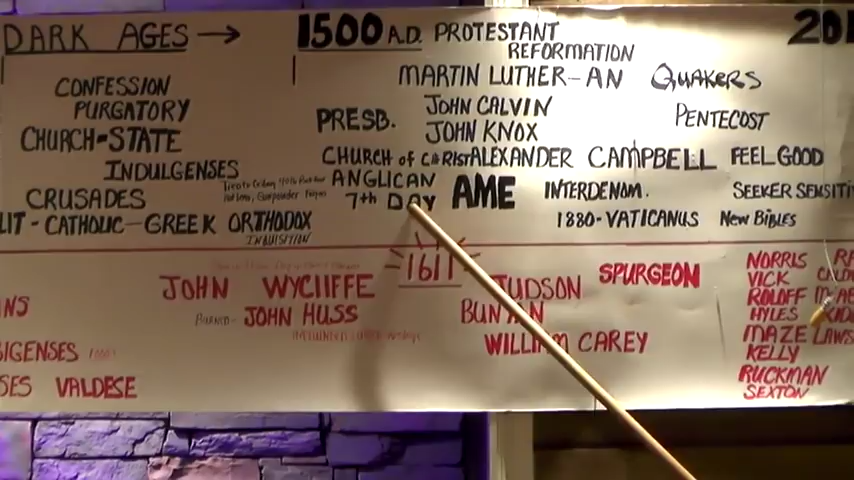 DARK AGES → 1500 A.D. PROTESTANT 201
REFORMATION
CONFESSION MARTIN LUTHER-AN QUAKERS
PURGATORY PRESB. JOHN CALVIN PENTECOST
CHURCH-STATE JOHN KNOX
INDULGENSES CHURCH of CHRIST ALEXANDER CAMPBELL FEEL GOOD
CRUSADES ANGLICAN AME INTERDENOM. SEEKER SENSITI
LIT-CATHOLIC-GREEK ORTHODOX 7th DAY 1880-VATICANUS New Bibles
INQUISITION
JOHN WYCLIFFE 1611 JUDSON SPURGEON NORRIS
VICK
NS BURNED- JOHN HUSS BUNYAN ROLOFF
HYLES
BIGENSES WILLIAM CAREY MAZE LAWS
KELLY
SES VALDESE RUCKMAN
SEXTON